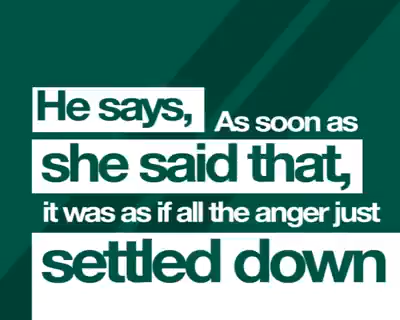 He says,
As soon as
she said that,
it was as if all the anger just
settled down